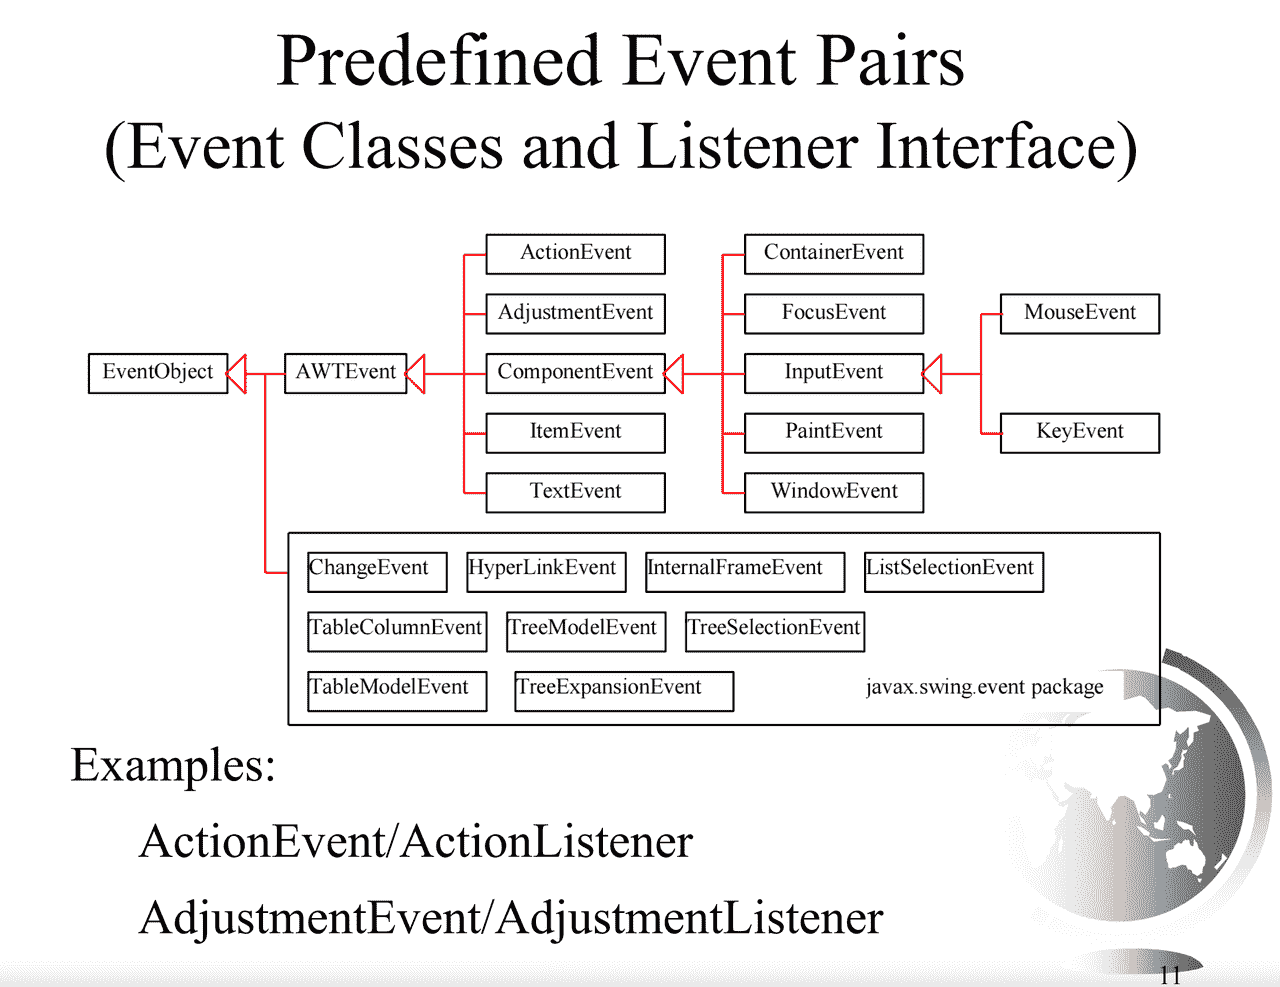 Predefined Event Pairs
(Event Classes and Listener Interface)
ActionEvent ContainerEvent
AdjustmentEvent FocusEvent MouseEvent
EventObject AWTEvent ComponentEvent InputEvent
ItemEvent PaintEvent KeyEvent
TextEvent WindowEvent
ChangeEvent HyperLinkEvent InternalFrameEvent ListSelectionEvent
TableColumnEvent TreeModelEvent TreeSelectionEvent
TableModelEvent TreeExpansionEvent javax.swing.event package
Examples:
ActionEvent/ActionListener
AdjustmentEvent/AdjustmentListener
11